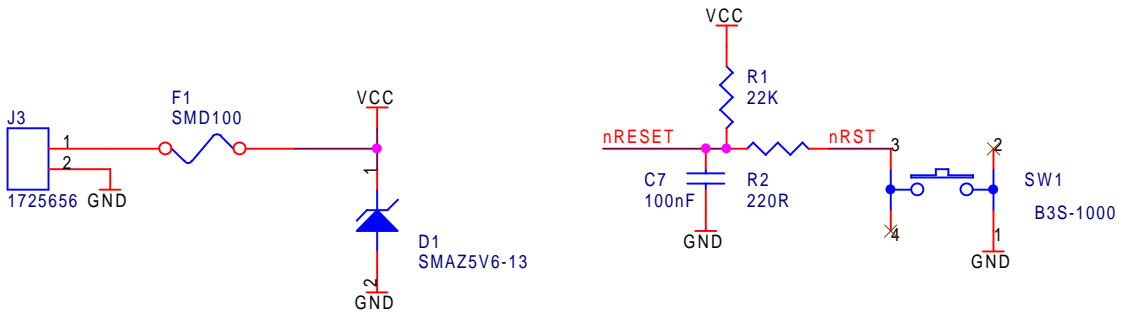 J3
1725656
1
2
GND
F1
SMD100
VCC
1
D1
SMAZ5V6-13
2
GND
VCC
R1
22K
nRESET
C7
100nF
GND
R2
220R
nRST
3
4
2
1
SW1
B3S-1000
GND